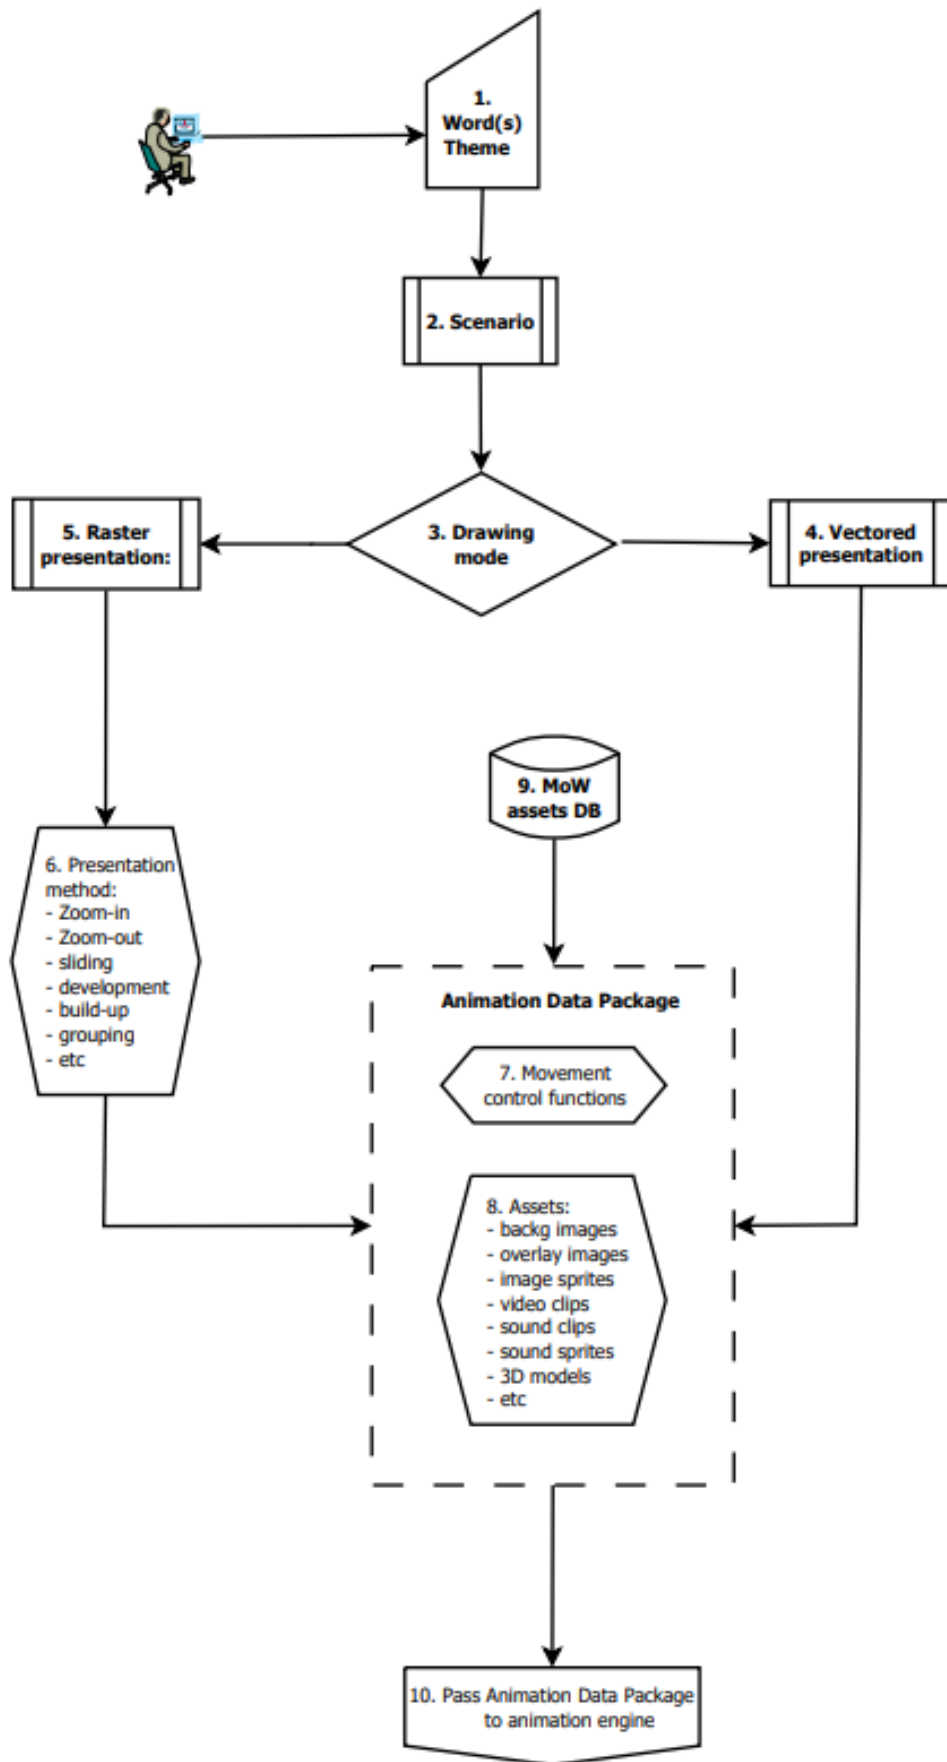 1.
Word(s)
Theme
2. Scenario
3. Drawing
mode
5. Raster
presentation:
4. Vectored
presentation
9. MoW
assets DB
6. Presentation
method:
- Zoom-in
- Zoom-out
- sliding
- development
- build-up
- grouping
- etc
Animation Data Package
7. Movement
control functions
8. Assets:
- backg images
- overlay images
- image sprites
- video clips
- sound clips
- sound sprites
- 3D models
- etc
10. Pass Animation Data Package
to animation engine